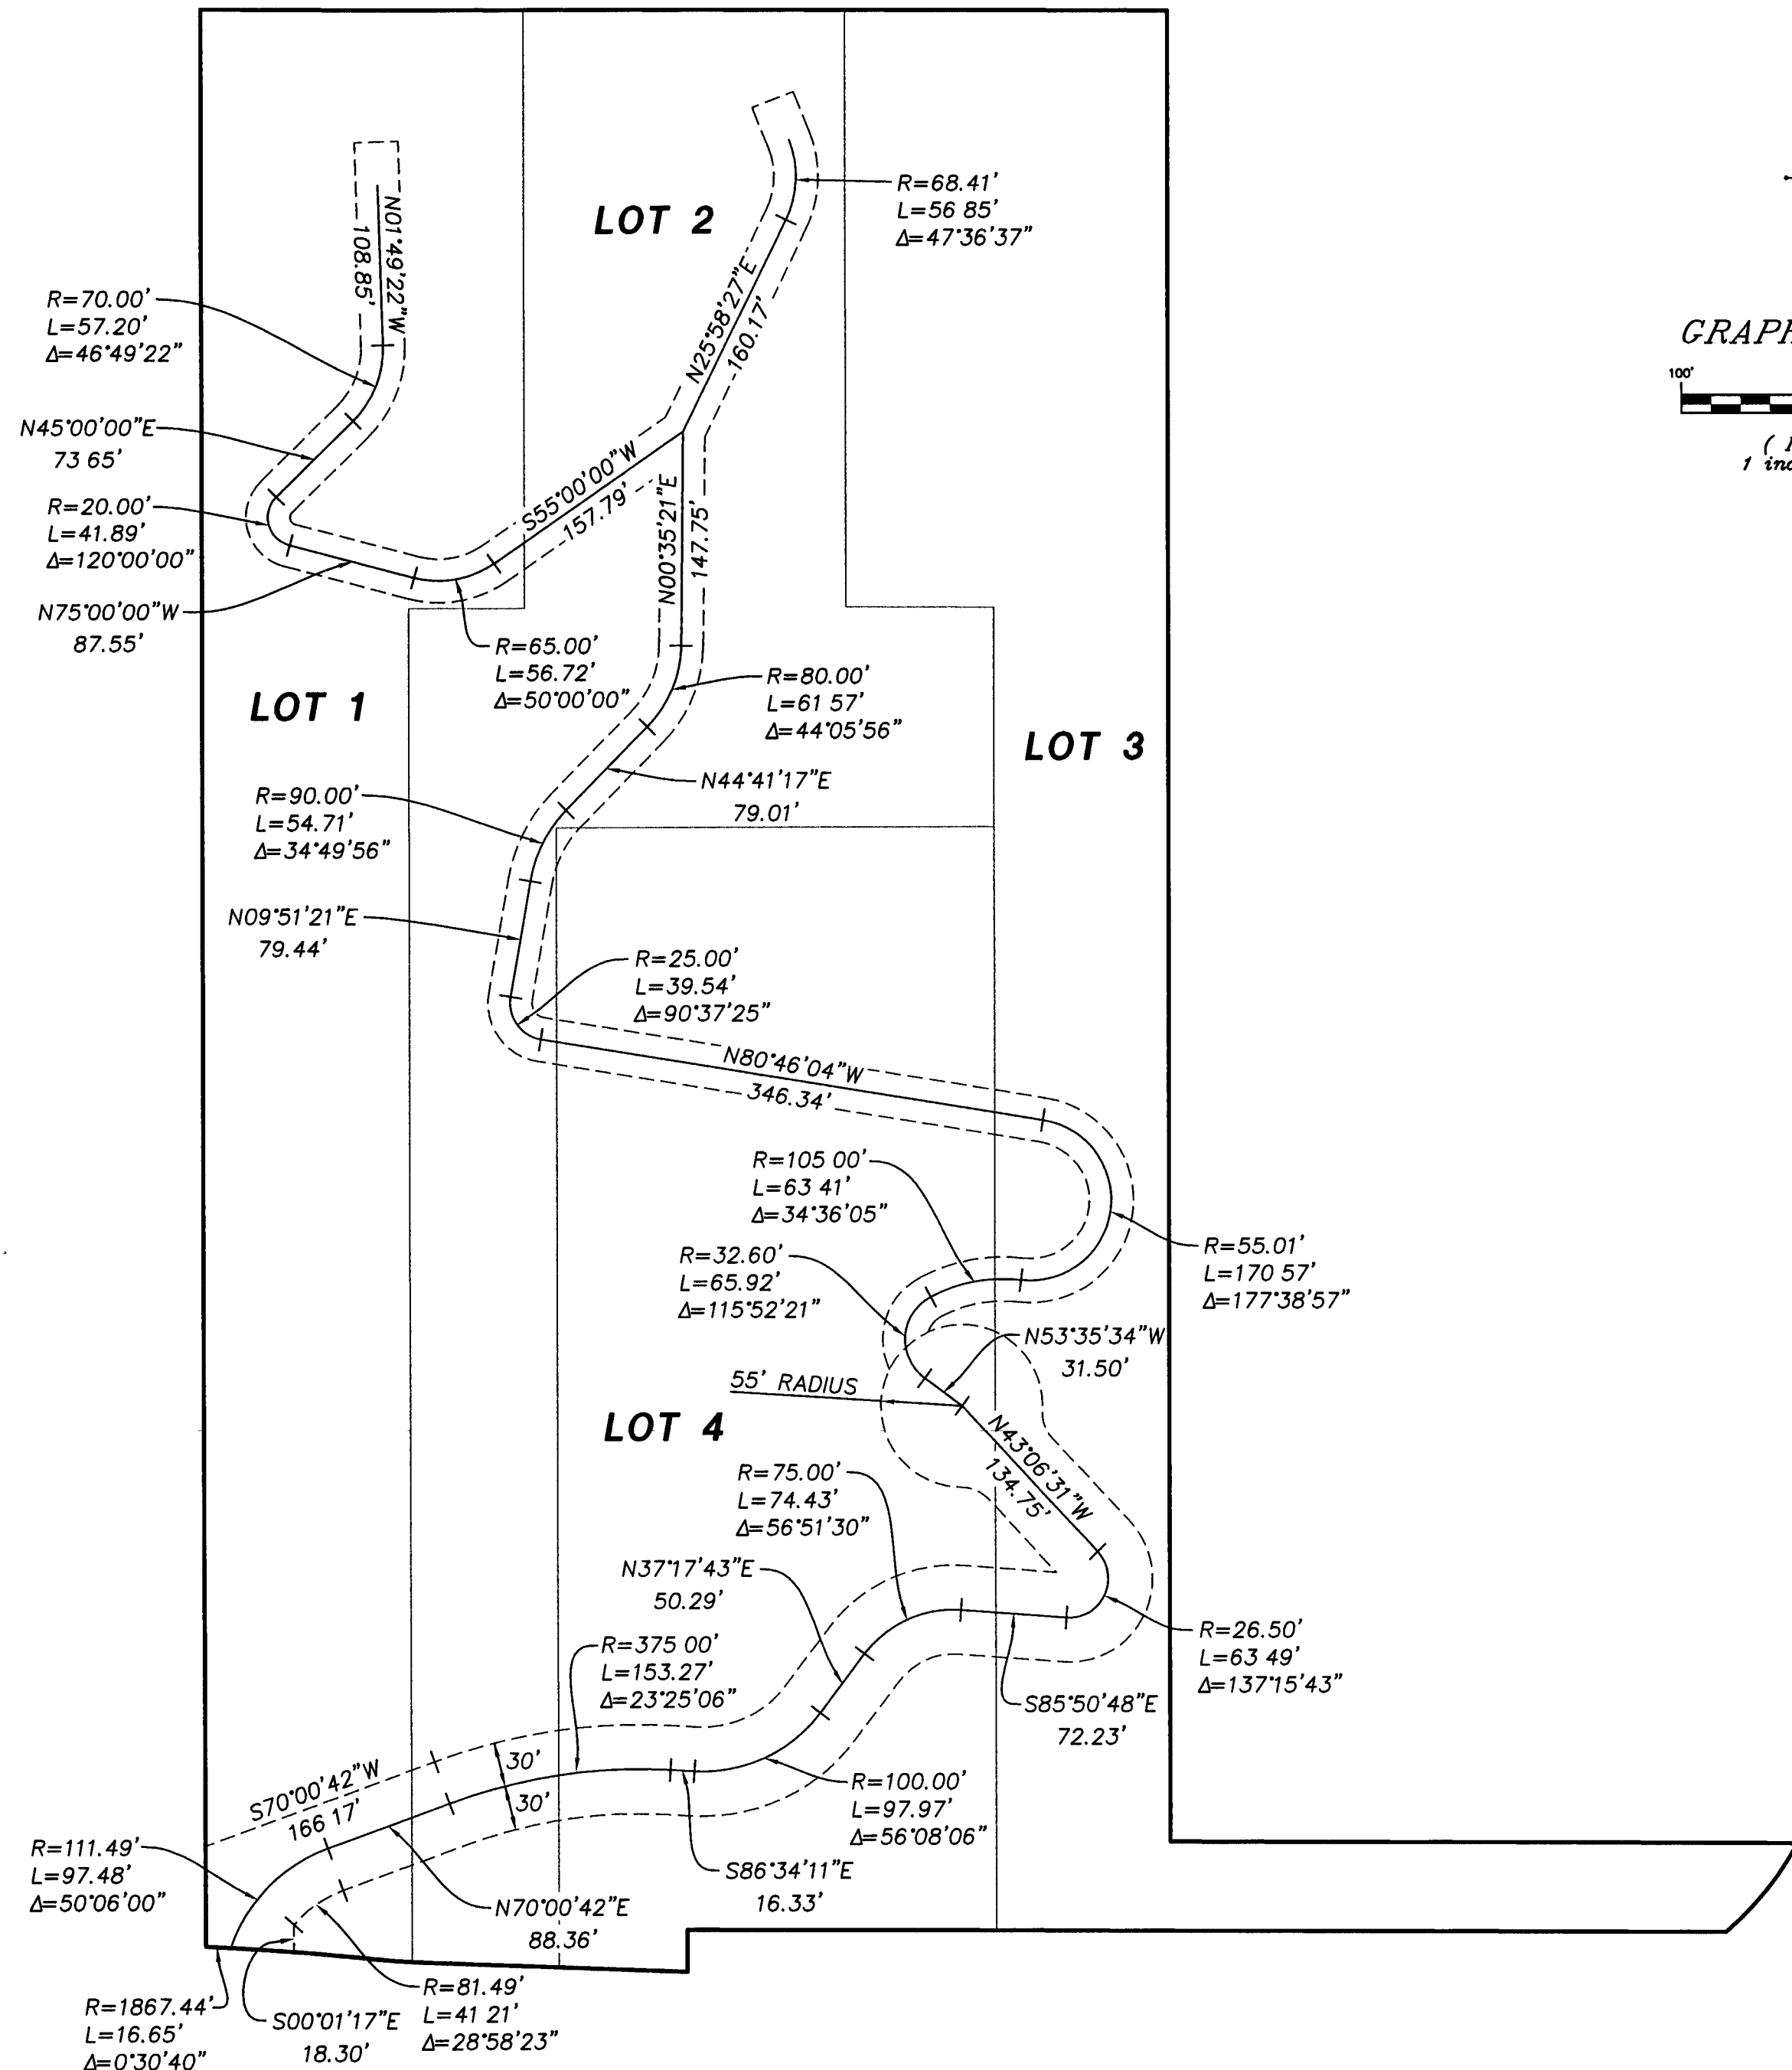 R=68.41'
L=56 85'
Δ=47°36'37"
LOT 2
N01°49'22"W
108.85'
R=70.00'
L=57.20'
Δ=46°49'22"
N25°58'27"E
160.17'
GRAPH
100'
( I
1 inc
N45°00'00"E
73 65'
S55°00'00"W
157.79'
R=20.00'
L=41.89'
Δ=120°00'00"
N00°35'21"E
147.75'
N75°00'00"W
87.55'
R=65.00'
L=56.72'
Δ=50°00'00"
R=80.00'
L=61 57'
Δ=44°05'56"
LOT 1
LOT 3
N44°41'17"E
79.01'
R=90.00'
L=54.71'
Δ=34°49'56"
N09°51'21"E
79.44'
R=25.00'
L=39.54'
Δ=90°37'25"
N80°46'04"W
346.34'
R=105 00'
L=63 41'
Δ=34°36'05"
R=55.01'
L=170 57'
Δ=177°38'57"
R=32.60'
L=65.92'
Δ=115°52'21"
N53°35'34"W
31.50'
55' RADIUS
LOT 4
N43°06'31"W
134.75'
R=75.00'
L=74.43'
Δ=56°51'30"
N37°17'43"E
50.29'
R=26.50'
L=63 49'
Δ=137°15'43"
R=375 00'
L=153.27'
Δ=23°25'06"
S85°50'48"E
72.23'
30'
30'
S70°00'42"W
166 17'
R=100.00'
L=97.97'
Δ=56°08'06"
R=111.49'
L=97.48'
Δ=50°06'00"
S86°34'11"E
16.33'
N70°00'42"E
88.36'
R=81.49'
L=41 21'
Δ=28°58'23"
R=1867.44'
L=16.65'
Δ=0°30'40"
S00°01'17"E
18.30'